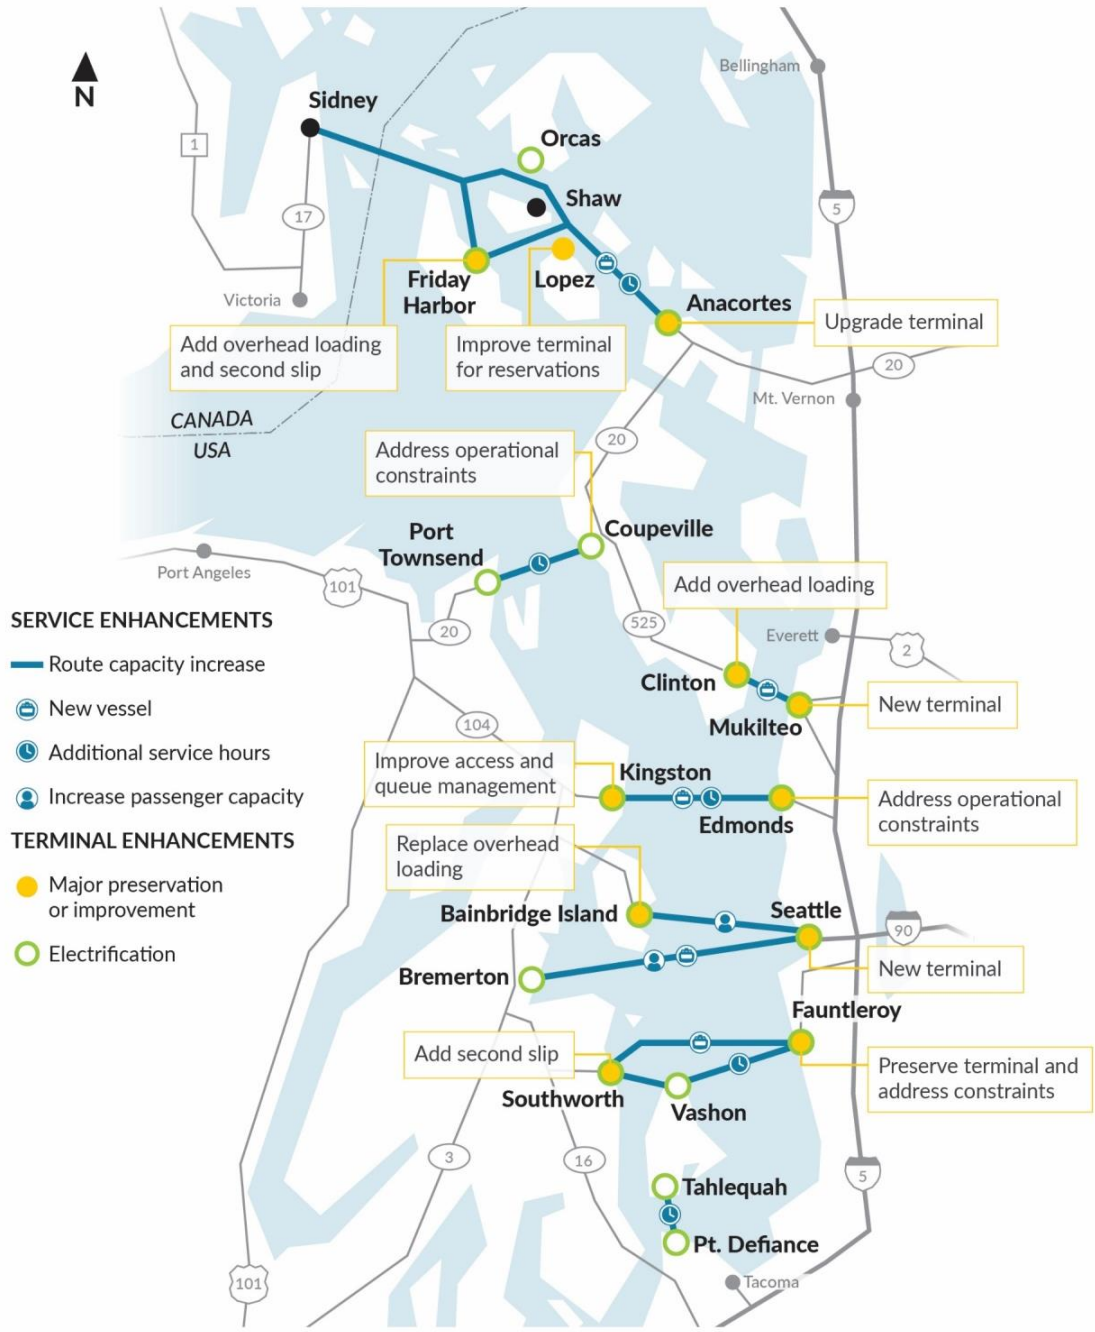 Bellingham
N
Sidney
Orcas
1
Shaw
5
17
Friday
Harbor
Lopez
Victoria
Anacortes
Upgrade terminal
Add overhead loading
and second slip
Improve terminal
for reservations
20
Mt. Vernon
CANADA
USA
20
Address operational
constraints
Port
Townsend
Coupeville
Port Angeles
101
Add overhead loading
SERVICE ENHANCEMENTS
Route capacity increase
New vessel
Additional service hours
Increase passenger capacity
TERMINAL ENHANCEMENTS
Major preservation
or improvement
Electrification
20
525
Everett
2
Clinton
New terminal
Mukilteo
104
Improve access and
queue management
Kingston
Edmonds
Address operational
constraints
Replace overhead
loading
Bainbridge Island
Seattle
90
Bremerton
New terminal
Fauntleroy
Add second slip
Preserve terminal and
address constraints
Southworth
Vashon
3
16
5
Tahlequah
Pt. Defiance
101
Tacoma